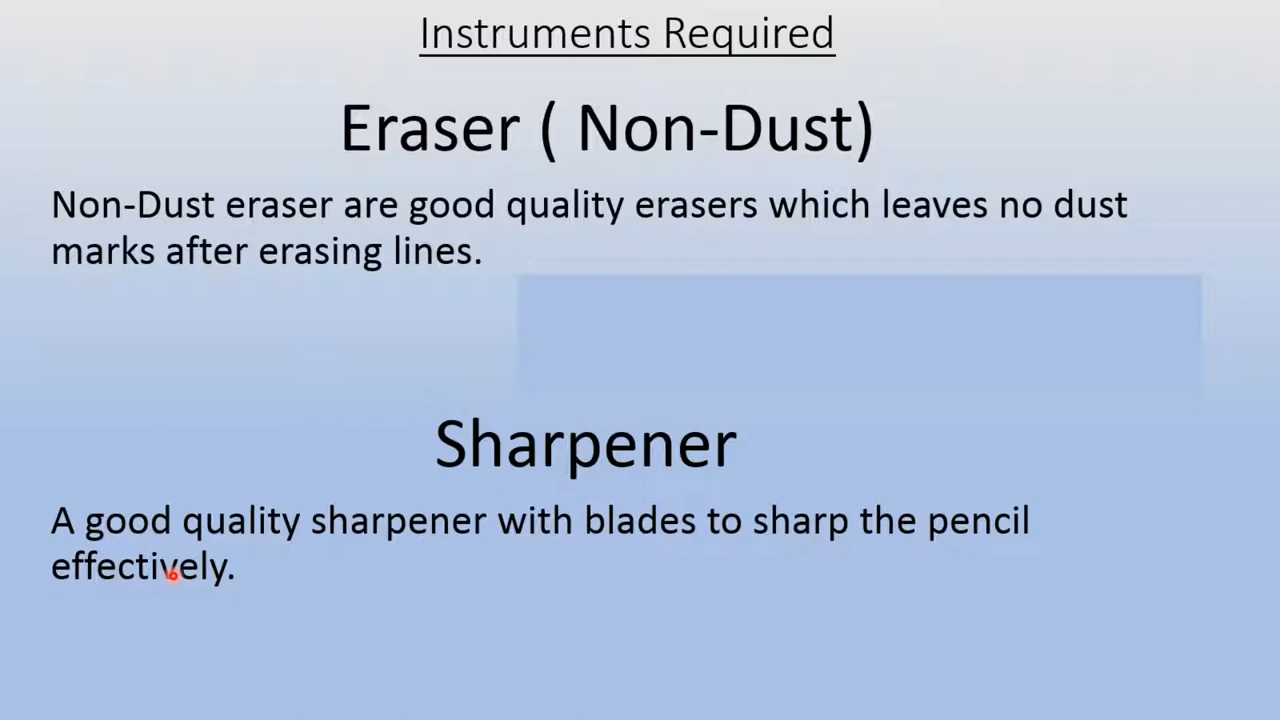 Instruments Required
Eraser ( Non-Dust)
Non-Dust eraser are good quality erasers which leaves no dust
marks after erasing lines.
Sharpener
A good quality sharpener with blades to sharp the pencil
effectively.